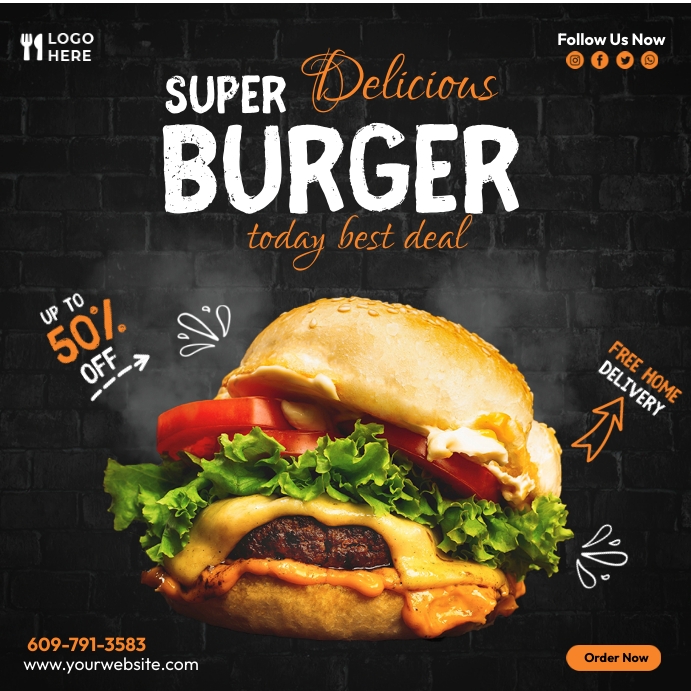 LOGO
HERE
Follow Us Now
SUPER Delicious
BURGER
today best deal
UP TO
50%
OFF
FREE HOME
DELIVERY
609-791-3583
www.yourwebsite.com
Order Now